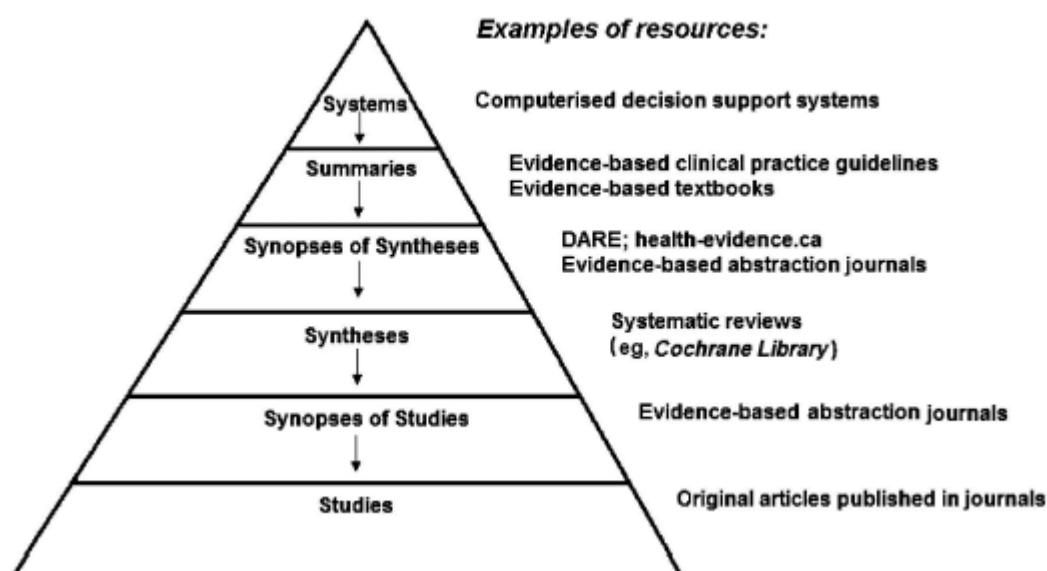 Examples of resources:
Systems
Computerised decision support systems
Summaries
Evidence-based clinical practice guidelines
Evidence-based textbooks
Synopses of Syntheses
DARE; health-evidence.ca
Evidence-based abstraction journals
Syntheses
Systematic reviews
(eg, Cochrane Library)
Synopses of Studies
Evidence-based abstraction journals
Studies
Original articles published in journals